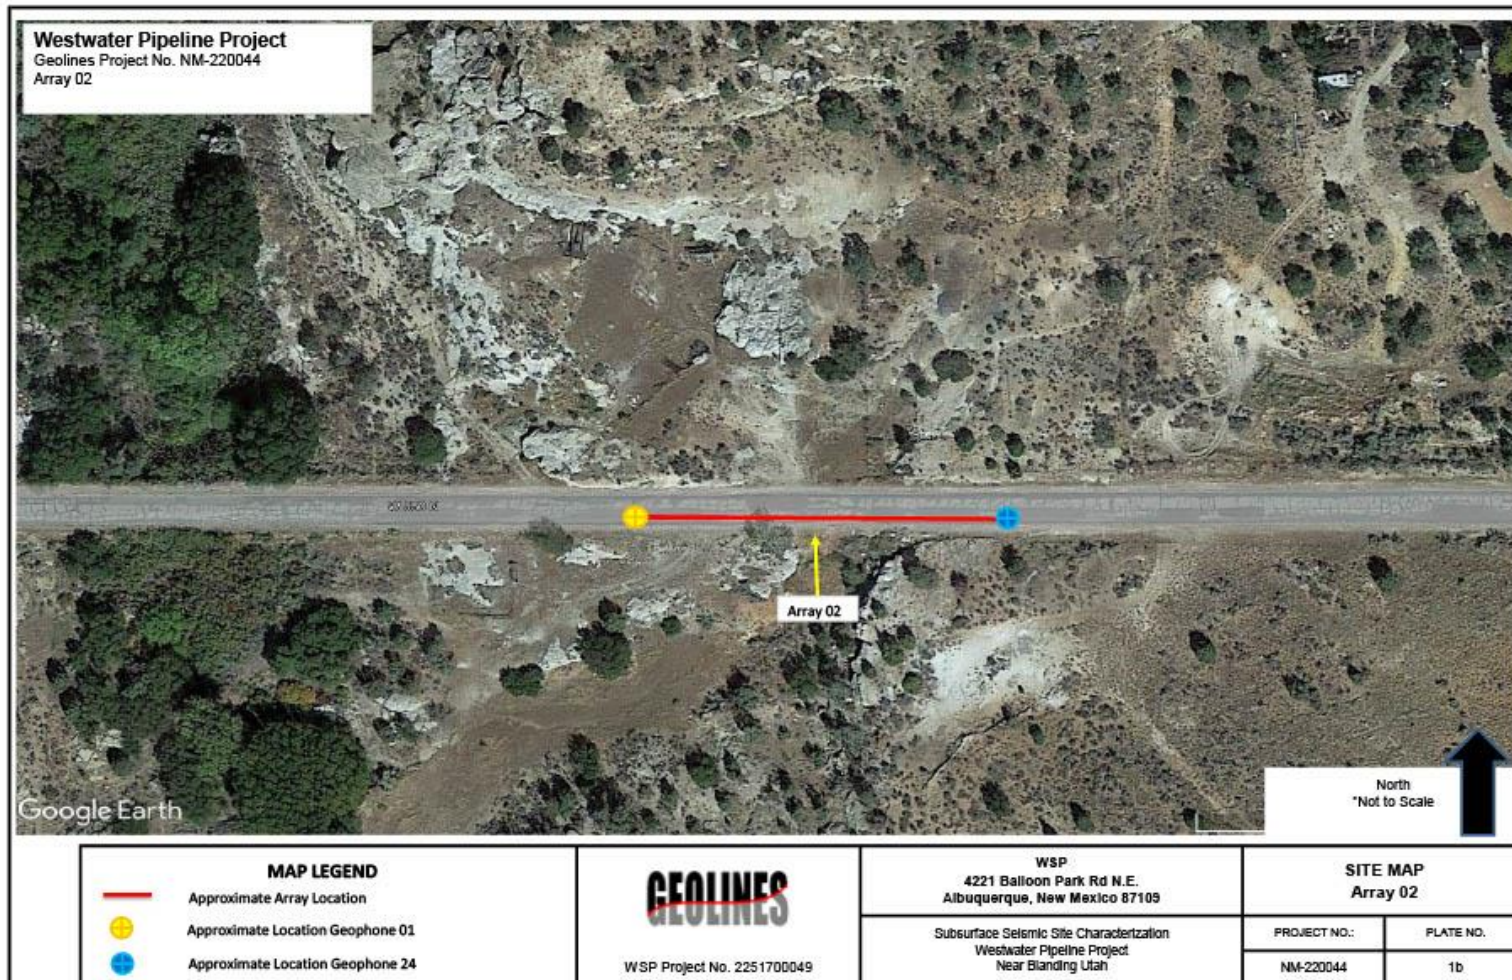 Westwater Pipeline Project
Geolines Project No. NM-220044
Array 02
Array 02
Google Earth
North
*Not to Scale
MAP LEGEND
Approximate Array Location
Approximate Location Geophone 01
Approximate Location Geophone 24
GEOLINES
WSP Project No. 2251700049
WSP
4221 Balloon Park Rd N.E.
Albuquerque, New Mexico 87109
Subsurface Seismic Site Characterization
Westwater Pipeline Project
Near Blanding Utah
SITE MAP
Array 02
PROJECT NO.:
PLATE NO.
NM-220044
1b